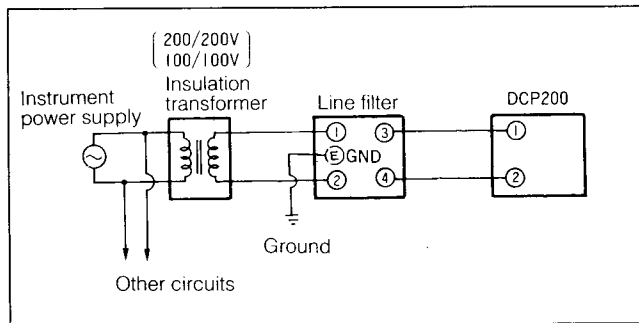 200/200V
100/100V
Instrument
power supply
Insulation
transformer
Line filter
DCP200
1
3
1
E GND
2
4
2
Ground
Other circuits